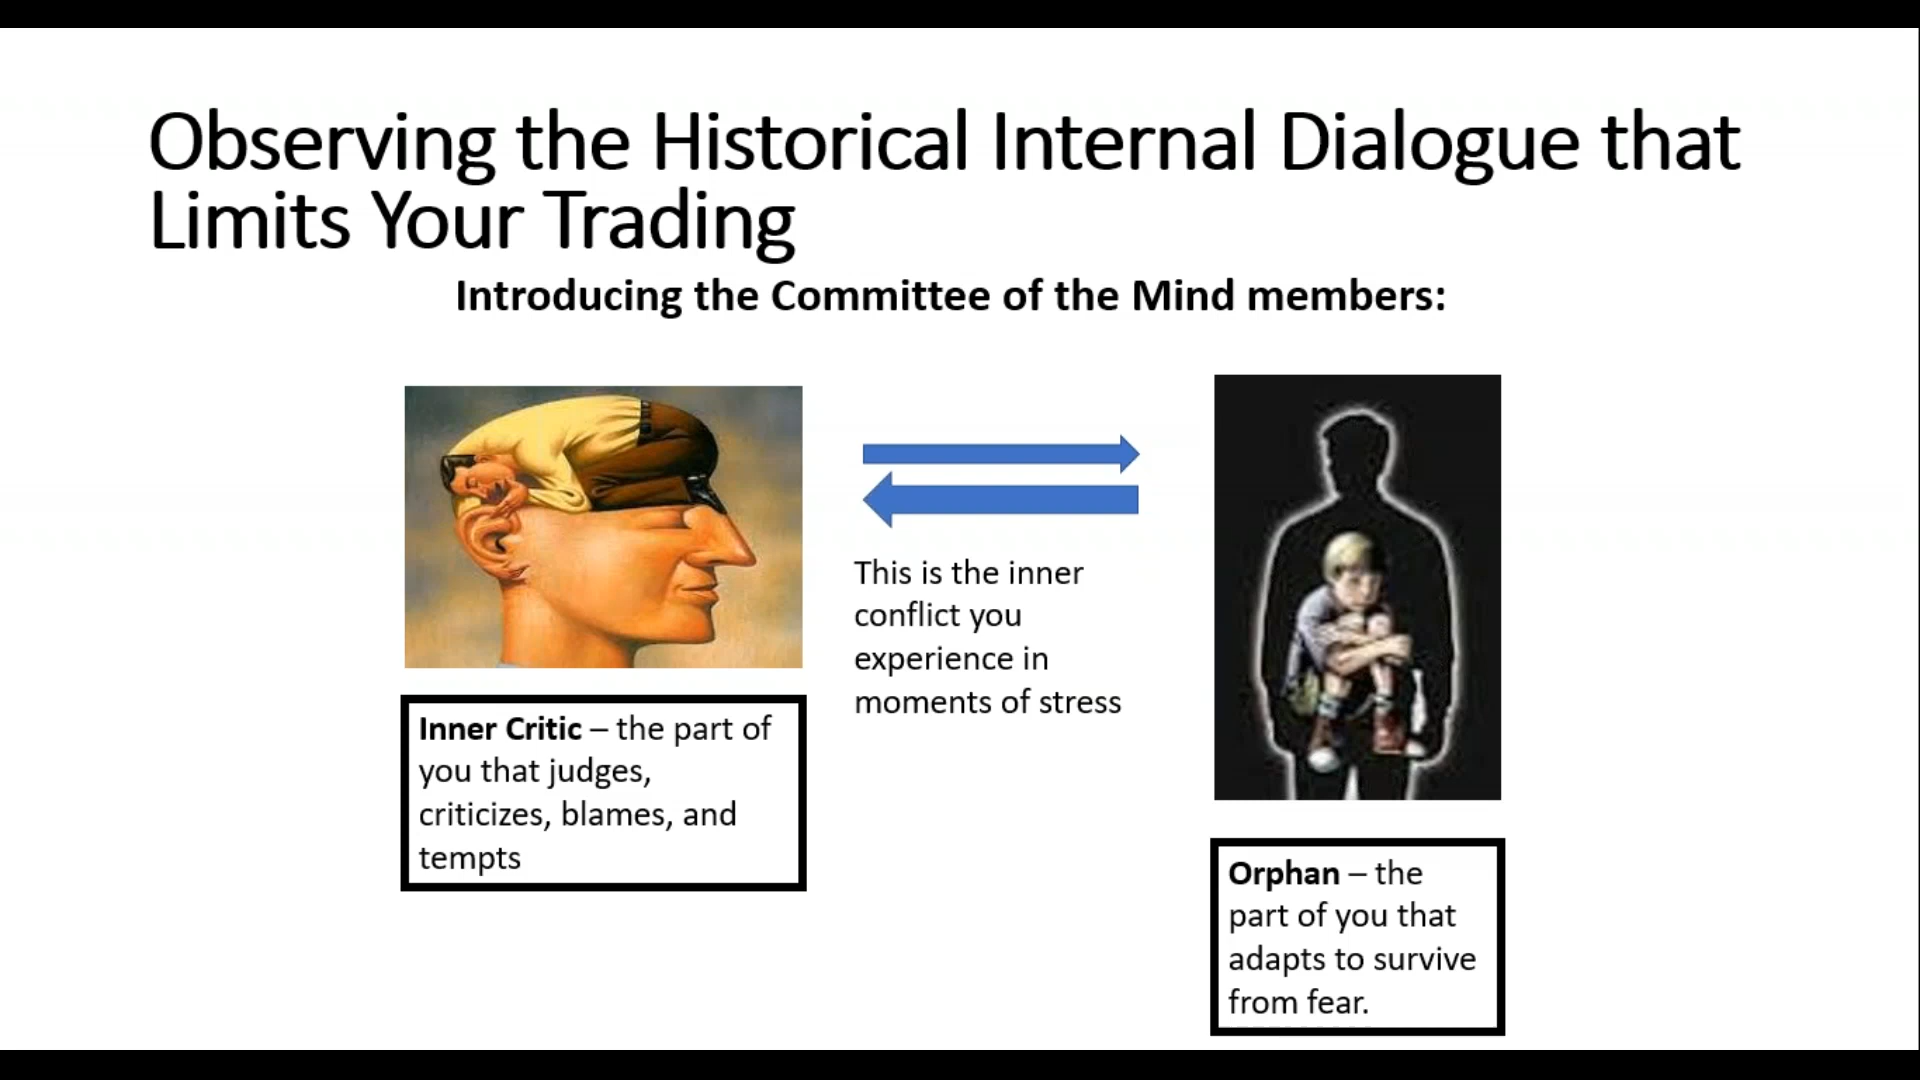 Observing the Historical Internal Dialogue that
Limits Your Trading
Introducing the Committee of the Mind members:
This is the inner
conflict you
experience in
moments of stress
Inner Critic – the part of
you that judges,
criticizes, blames, and
tempts
Orphan – the
part of you that
adapts to survive
from fear.